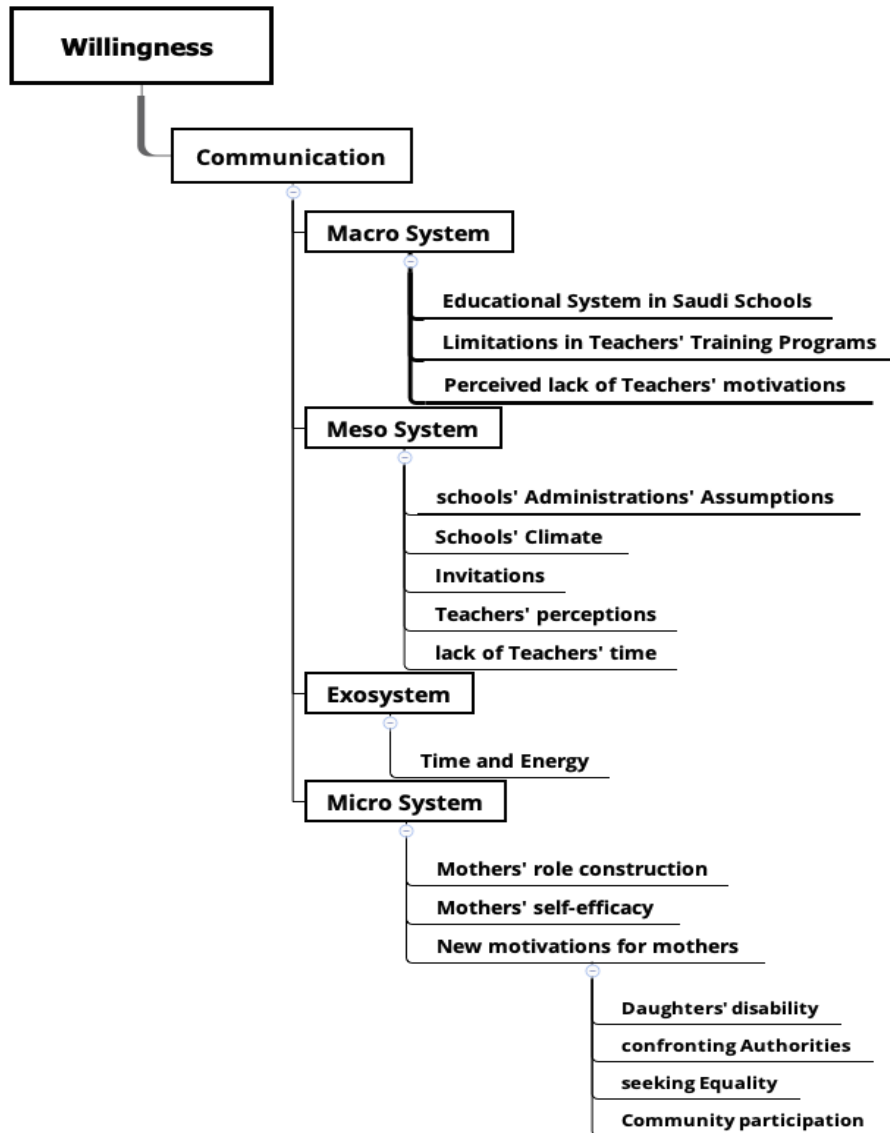 Willingness
Communication
Macro System
Educational System in Saudi Schools
Limitations in Teachers' Training Programs
Perceived lack of Teachers' motivations
Meso System
schools' Administrations' Assumptions
Schools' Climate
Invitations
Teachers' perceptions
lack of Teachers' time
Exosystem
Time and Energy
Micro System
Mothers' role construction
Mothers' self-efficacy
New motivations for mothers
Daughters' disability
confronting Authorities
seeking Equality
Community participation